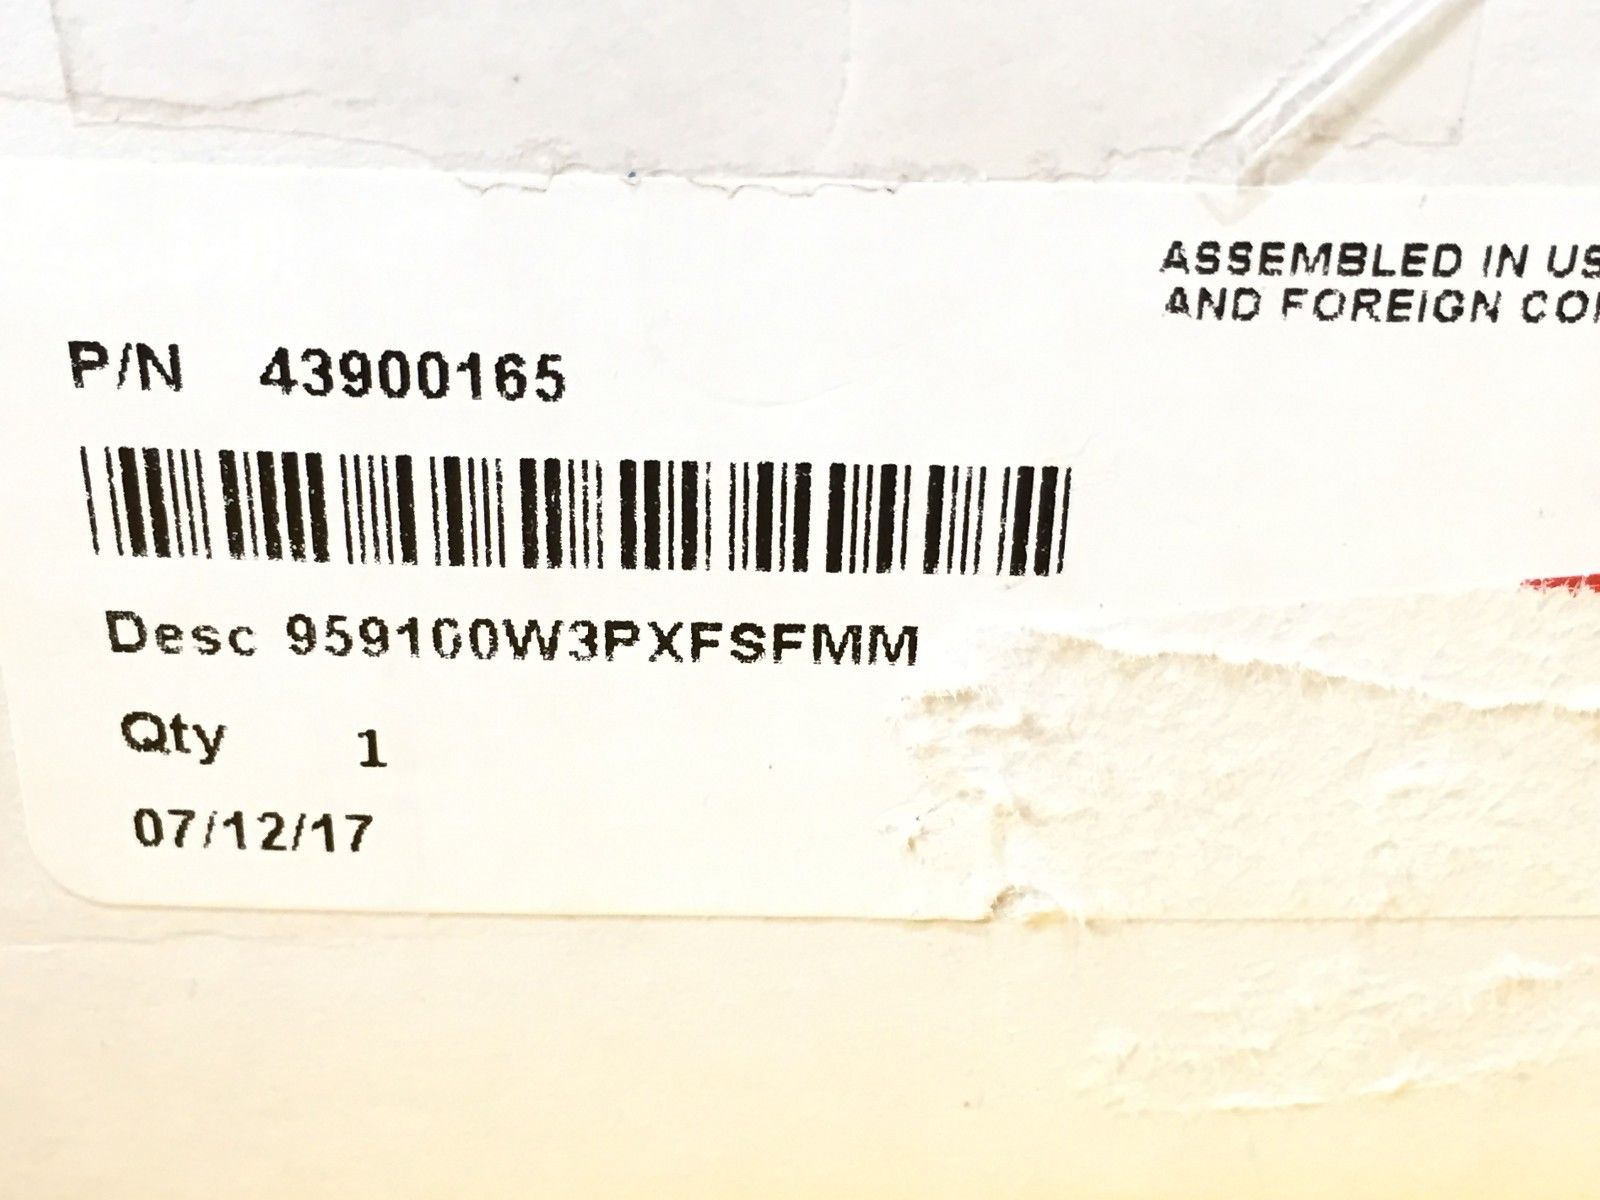 ASSEMBLED IN US
AND FOREIGN CO
P/N 43900165
Desc 959100W3PXFSFMM
Qty 1
07/12/17